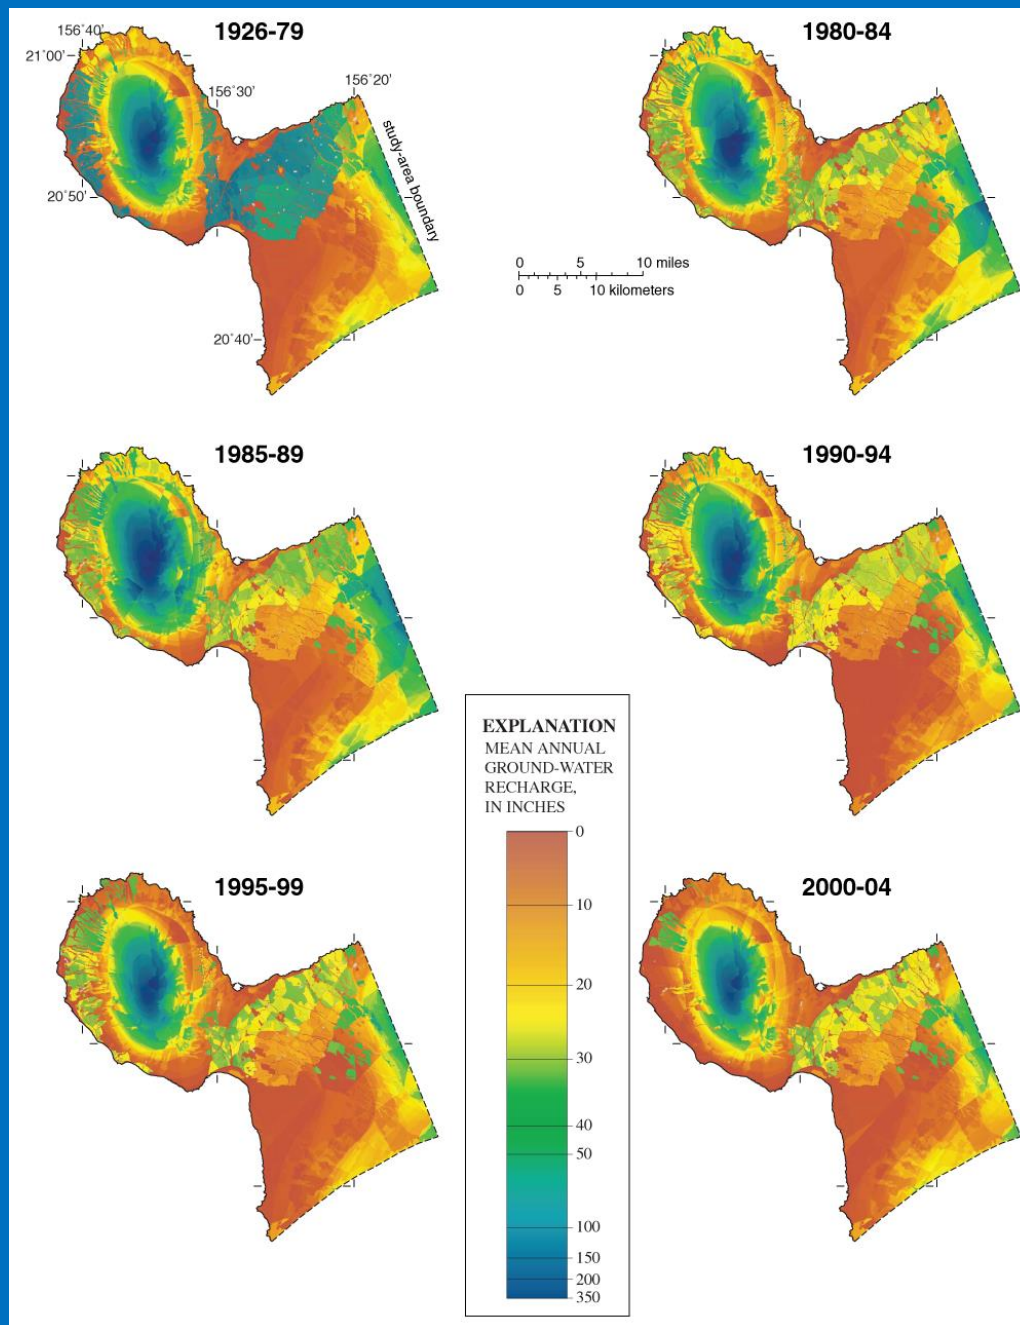 1926-79
1980-84
156°40'
21°00'
156°20'
156°30'
study-area boundary
20°50'
0 5 10 miles
0 5 10 kilometers
20°40'
1985-89
1990-94
EXPLANATION
MEAN ANNUAL
GROUND-WATER
RECHARGE,
IN INCHES
0
10
20
30
40
50
100
150
200
350
1995-99
2000-04